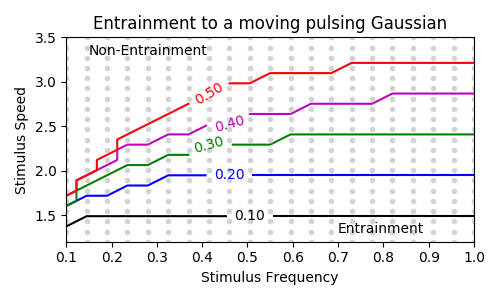 Entrainment to a moving pulsing Gaussian
3.5
3.0
2.5
2.0
1.5
Stimulus Speed
Non-Entrainment
0.50
0.40
0.30
0.20
0.10
Entrainment
0.1 0.2 0.3 0.4 0.5 0.6 0.7 0.8 0.9 1.0
Stimulus Frequency